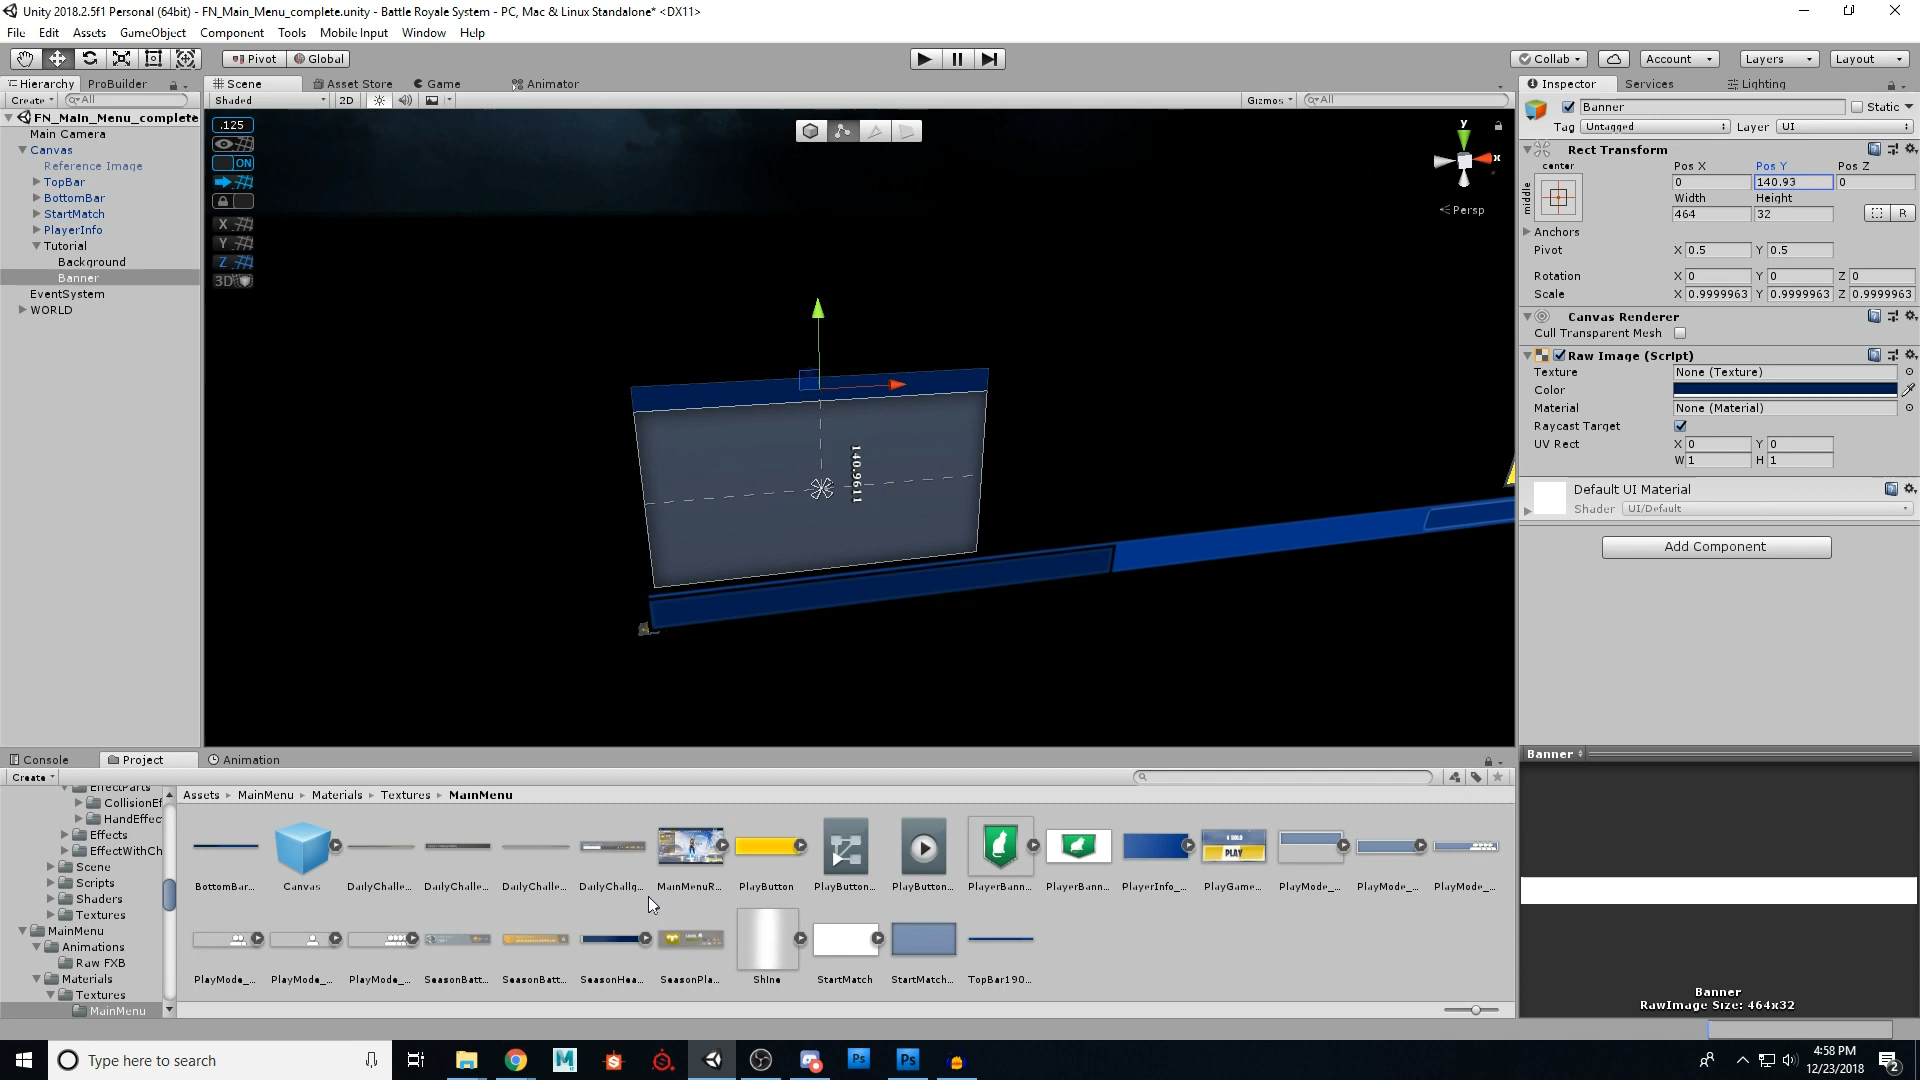 Unity 2018.2.5f1 Personal (64bit) - FN_Main_Menu_complete.unity - Battle Royale System - PC, Mac & Linux Standalone* <DX11>
File Edit Assets GameObject Component Tools Mobile Input Window Help
Pivot Global Collab Account Layers Layout
Hierarchy ProBuilder Scene Asset Store Game Animator Inspector Services Lighting
Create All Shaded 2D Gizmos All
FN_Main_Menu_complete
Main Camera
Canvas
Reference Image
TopBar
BottomBar
StartMatch
PlayerInfo
Tutorial
Background
Banner
EventSystem
WORLD
.125
ON
X
Y
Z
3D
y
x
Persp
140.9611
Banner Static
Tag Untagged Layer UI
Rect Transform
center Pos X Pos Y Pos Z
middle 0 140.93 0
Width Height
464 32 R
Anchors
Pivot X 0.5 Y 0.5
Rotation X 0 Y 0 Z 0
Scale X 0.9999963 Y 0.9999963 Z 0.9999963
Canvas Renderer
Cull Transparent Mesh
Raw Image (Script)
Texture None (Texture)
Color
Material None (Material)
Raycast Target
UV Rect X 0 Y 0
W 1 H 1
Default UI Material
Shader UI/Default
Add Component
Console Project Animation
Create
EffectParts
CollisionEf
HandEffec
Effects
EffectWithCh
Scene
Scripts
Shaders
Textures
MainMenu
Animations
Raw FXB
Materials
Textures
MainMenu
Assets MainMenu Materials Textures MainMenu
BottomBar... Canvas DailyChalle... DailyChalle... DailyChalle... DailyChallg... MainMenuR... PlayButton PlayButton... PlayButton... PlayerBann... PlayerBann... PlayerInfo_... PlayGame... PlayMode_... PlayMode_... PlayMode_...
PLAY
PlayMode_... PlayMode_... PlayMode_... SeasonBatt... SeasonBatt... SeasonHea... SeasonPla... Shine StartMatch StartMatch... TopBar190...
Banner
Banner
RawImage Size: 464x32
Type here to search
4:58 PM
12/23/2018
2